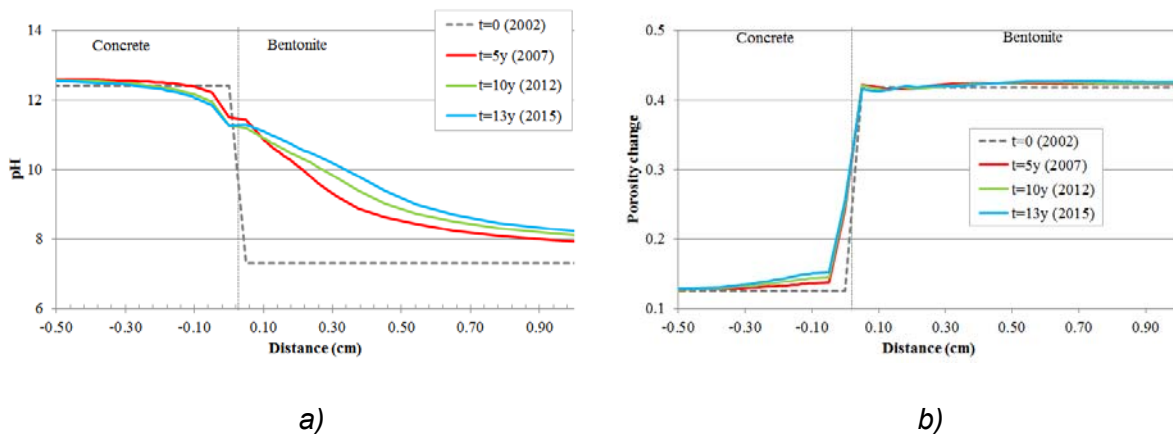 14
12
10
8
6
pH
Concrete
Bentonite
t=0 (2002)
t=5y (2007)
t=10y (2012)
t=13y (2015)
-0.50 -0.30 -0.10 0.10 0.30 0.50 0.70 0.90
Distance (cm)
a)
0.5
0.4
0.3
0.2
0.1
Porosity change
Concrete
Bentonite
t=0 (2002)
t=5y (2007)
t=10y (2012)
t=13y (2015)
-0.50 -0.30 -0.10 0.10 0.30 0.50 0.70 0.90
Distance (cm)
b)